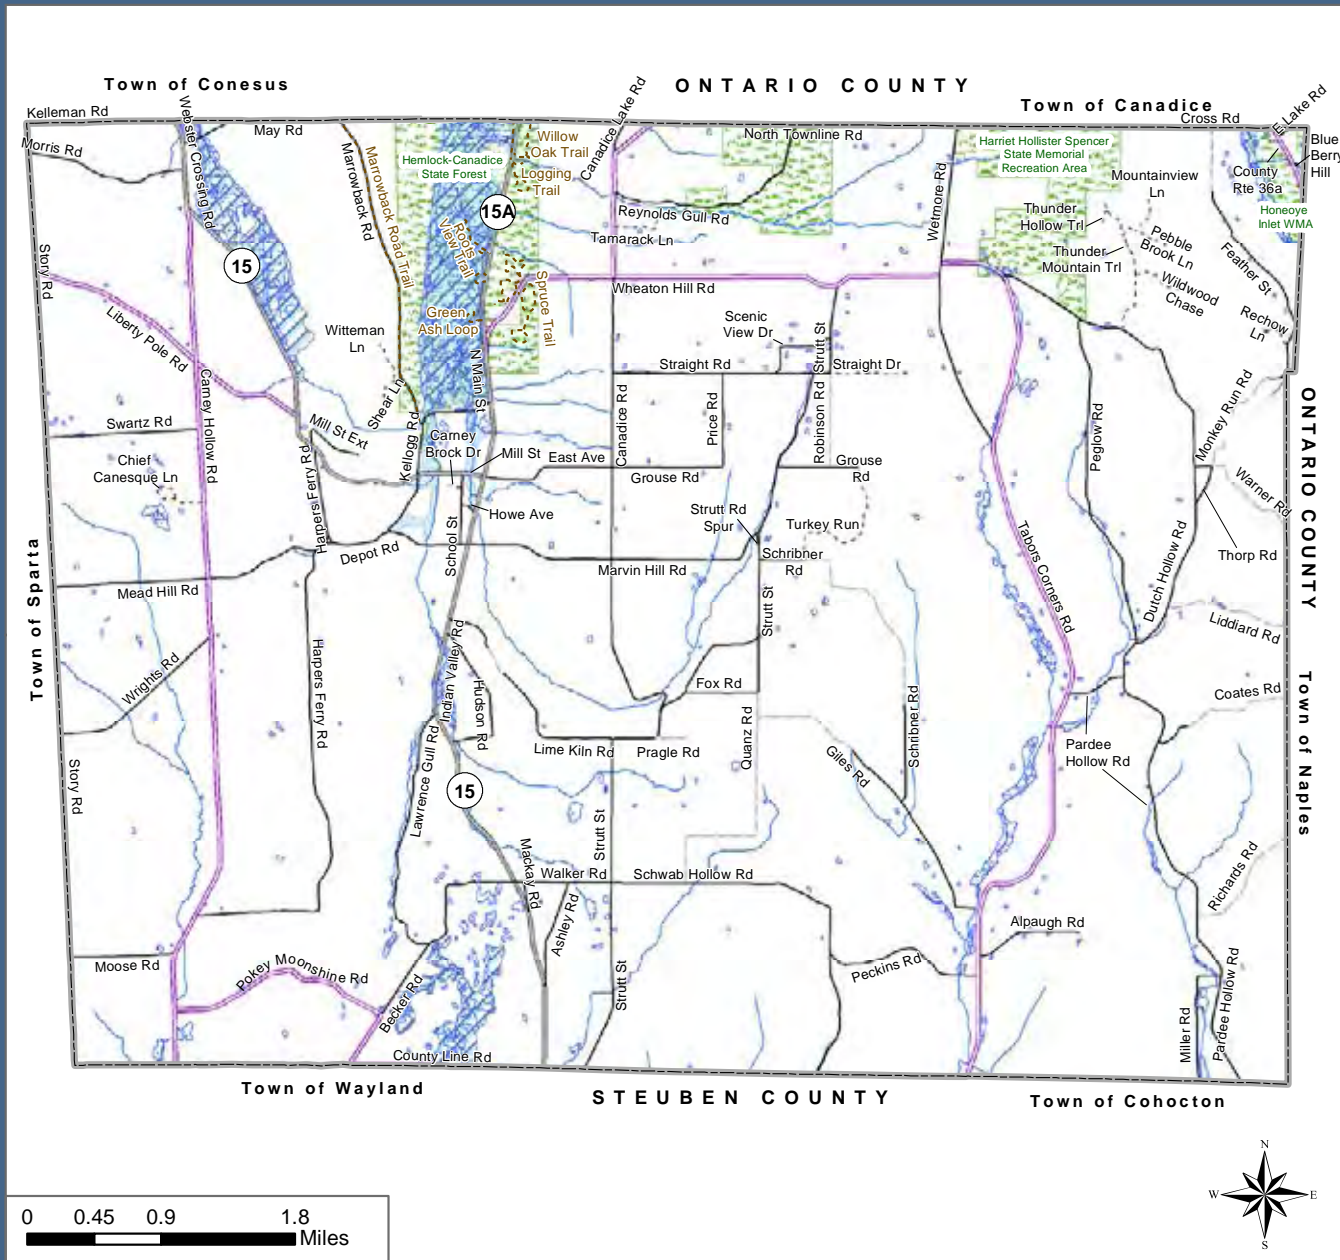 Town of Conesus
ONTARIO COUNTY
Town of Canadice
Kelleman Rd
Webster Crossing Rd
May Rd
Morris Rd
Marrowback Rd
Marrowback Road Trail
Hemlock-Canadice
State Forest
Willow
Oak Trail
Logging
Trail
Canadice Lake Rd
North Townline Rd
Cross Rd
E Lake Rd
Blue
Berry
Hill
Harriet Hollister Spencer
State Memorial
Recreation Area
County
Rte 36a
Honeoye
Inlet WMA
Mountainview
Ln
15A
Reynolds Gull Rd
Tamarack Ln
Wetmore Rd
Thunder
Hollow Trl
Thunder
Mountain Trl
Pebble
Brook Ln
Wildwood
Chase
Feather St
Rechow
Ln
Story Rd
15
Roots
View Trail
Spruce Trail
Green
Ash Loop
Wheaton Hill Rd
Liberty Pole Rd
Witteman
Ln
Scenic
View Dr
Strutt St
Straight Rd
Straight Dr
N Main St
Carney Hollow Rd
Shear Ln
Swartz Rd
Mill St Ext
Kellogg Rd
Carney
Brock Dr
Mill St
East Ave
Canadice Rd
Price Rd
Robinson Rd
Grouse Rd
Grouse
Rd
Peglow Rd
Monkey Run Rd
Warner Rd
ONTARIO COUNTY
Chief
Canesque Ln
Harpers Ferry Rd
Howe Ave
School St
Strutt Rd
Spur
Turkey Run
Thorp Rd
Depot Rd
Marvin Hill Rd
Schribner
Rd
Tabors Corners Rd
Dutch Hollow Rd
Town of Sparta
Mead Hill Rd
Strutt St
Liddiard Rd
Wrights Rd
Harpers Ferry Rd
Indian Valley Rd
Hudson Rd
Fox Rd
Schribner Rd
Coates Rd
Town of Naples
Lawrence Gull Rd
Lime Kiln Rd
Pragle Rd
Quanz Rd
Giles Rd
Pardee
Hollow Rd
Story Rd
15
Strutt St
Mackay Rd
Walker Rd
Schwab Hollow Rd
Richards Rd
Ashley Rd
Alpaugh Rd
Moose Rd
Pokey Moonshine Rd
Becker Rd
Strutt St
Peckins Rd
Miller Rd
Pardee Hollow Rd
County Line Rd
Town of Wayland
STEUBEN COUNTY
Town of Cohocton
N
W
E
S
0 0.45 0.9 1.8
Miles